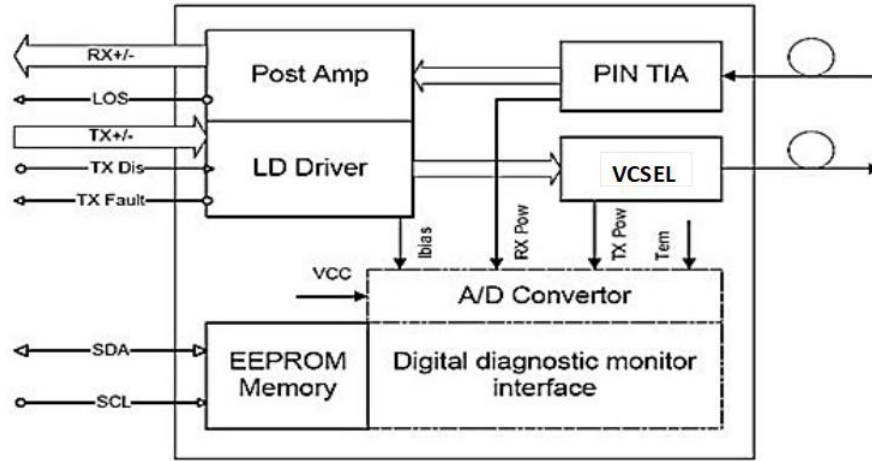 RX+/-
Post Amp
PIN TIA
LOS
TX+/-
TX Dis
LD Driver
VCSEL
TX Fault
Ibias
RX Pow
TX Pow
Tem
VCC
A/D Convertor
SDA
EEPROM
Memory
Digital diagnostic monitor
interface
SCL